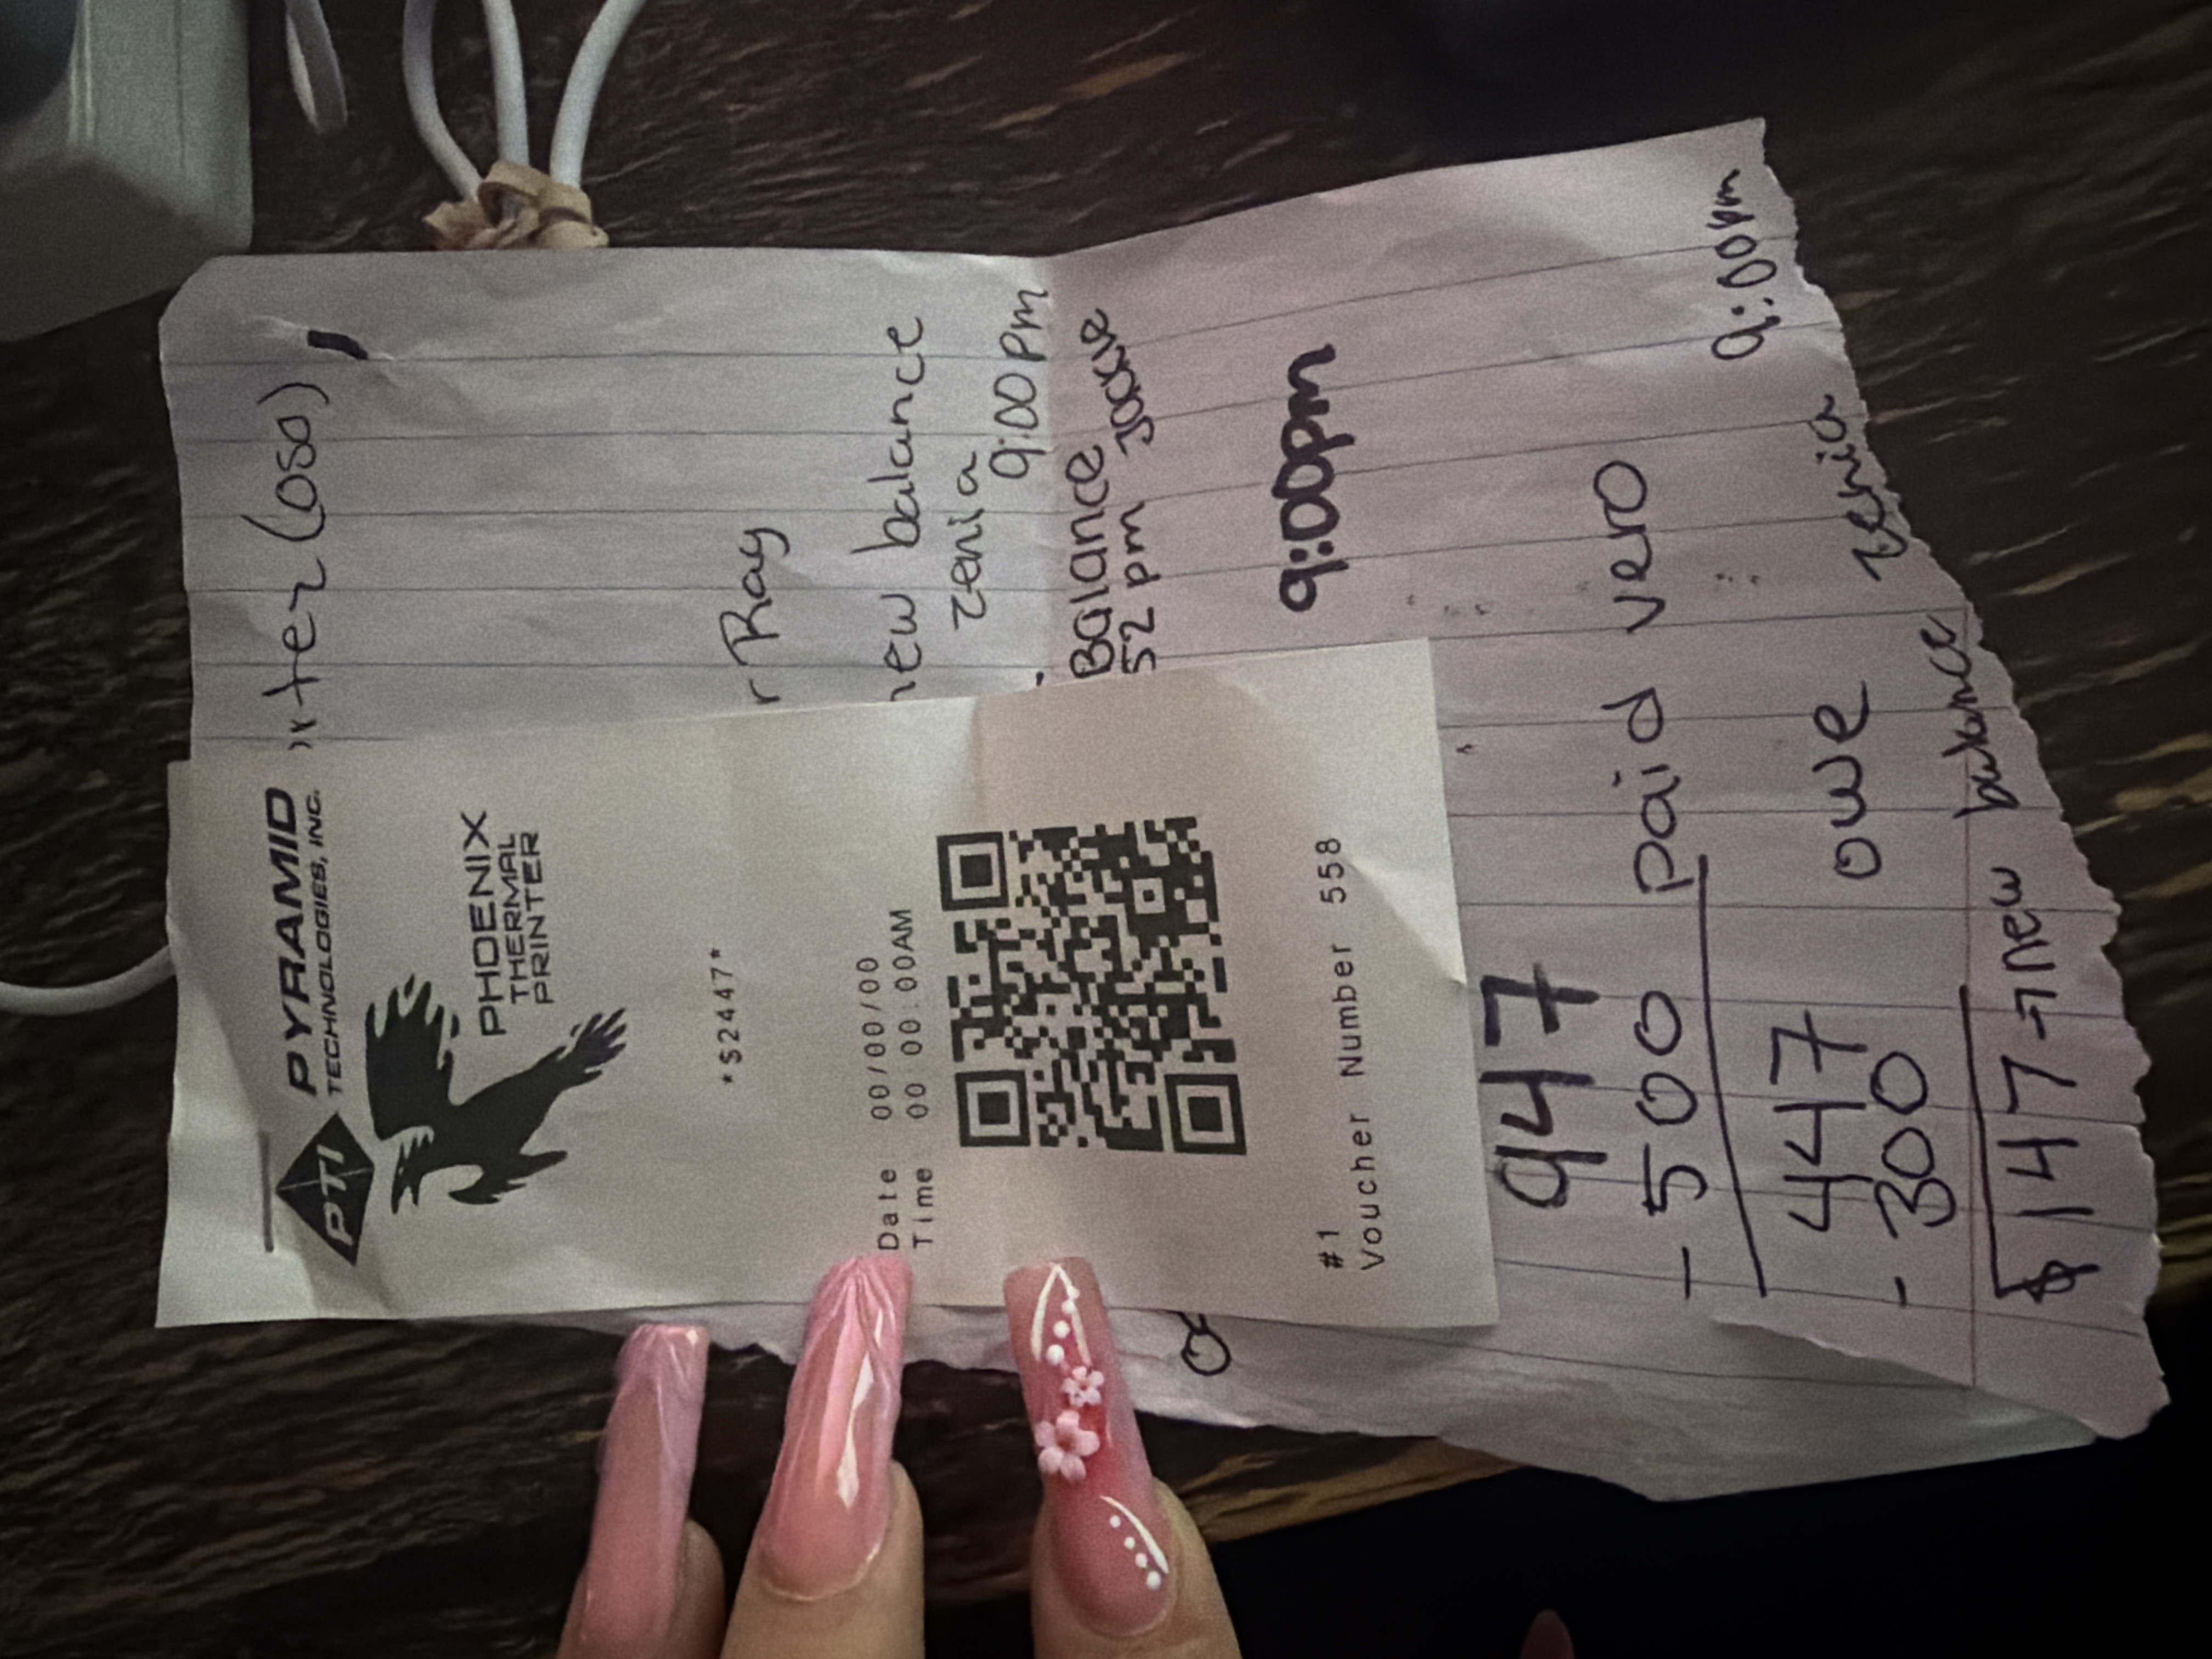 (oso)
PTI PYRAMID
TECHNOLOGIES, INC.
PHOENIX
THERMAL
PRINTER
*$2447*
Date 00/00/00
Time 00 00.00AM
#1
Voucher Number 558
Ray
new balance
zenia
9:00 Pm
Balance
52 pm Jackie
9:00pm
947
- 500 paid vero
447 owe
- 300 zenia 9:00pm
$147 new balance